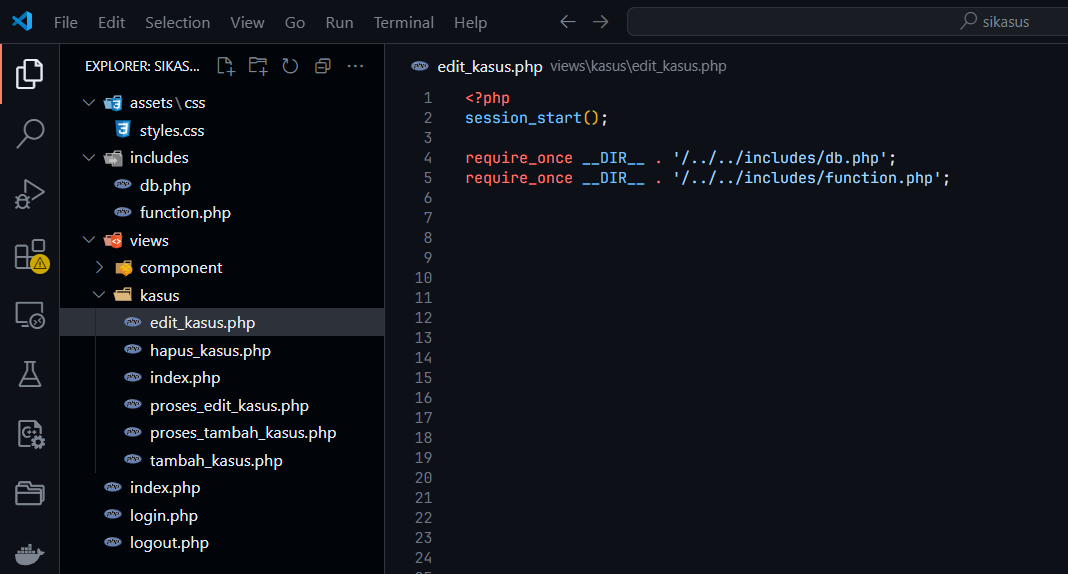 File Edit Selection View Go Run Terminal Help
sikasus
EXPLORER: SIKAS...
assets\css
styles.css
includes
db.php
function.php
views
component
kasus
edit_kasus.php
hapus_kasus.php
index.php
proses_edit_kasus.php
proses_tambah_kasus.php
tambah_kasus.php
index.php
login.php
logout.php
edit_kasus.php views\kasus\edit_kasus.php
1 <?php
2 session_start();
3
4 require_once __DIR__ . '/../../includes/db.php';
5 require_once __DIR__ . '/../../includes/function.php';
6
7
8
9
10
11
12
13
14
15
16
17
18
19
20
21
22
23
24